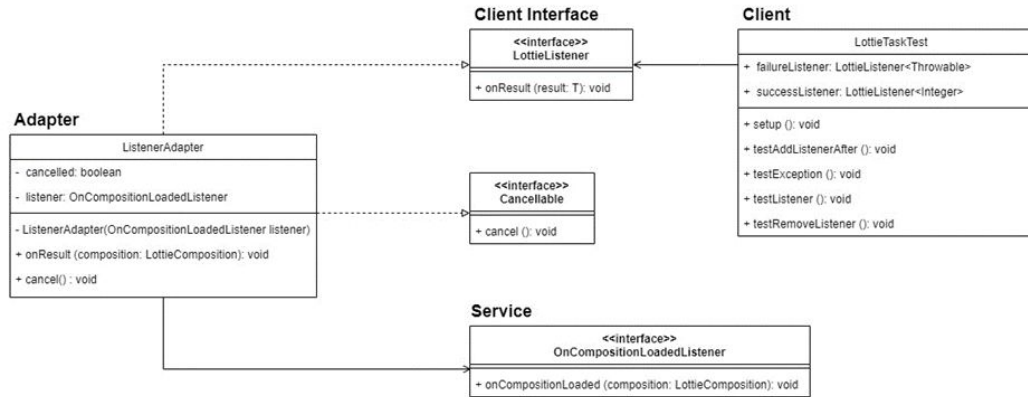 Client Interface
<<interface>>
LottieListener
+ onResult (result: T): void
Client
LottieTaskTest
+ failureListener: LottieListener<Throwable>
+ successListener: LottieListener<Integer>
+ setup (): void
+ testAddListenerAfter (): void
+ testException (): void
+ testListener (): void
+ testRemoveListener (): void
Adapter
ListenerAdapter
- cancelled: boolean
- listener: OnCompositionLoadedListener
- ListenerAdapter(OnCompositionLoadedListener listener)
+ onResult (composition: LottieComposition): void
+ cancel() : void
<<interface>>
Cancellable
+ cancel (): void
Service
<<interface>>
OnCompositionLoadedListener
+ onCompositionLoaded (composition: LottieComposition): void